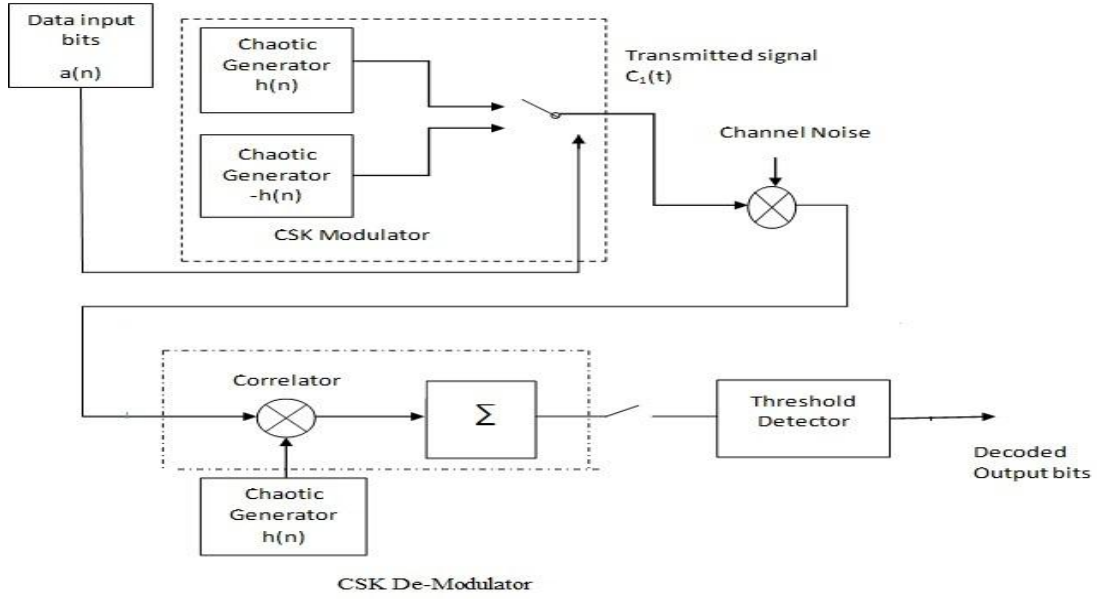 Data input
bits
a(n)
Chaotic
Generator
h(n)
Chaotic
Generator
-h(n)
CSK Modulator
Transmitted signal
C₁(t)
Channel Noise
Correlator
Σ
Threshold
Detector
Decoded
Output bits
Chaotic
Generator
h(n)
CSK De-Modulator